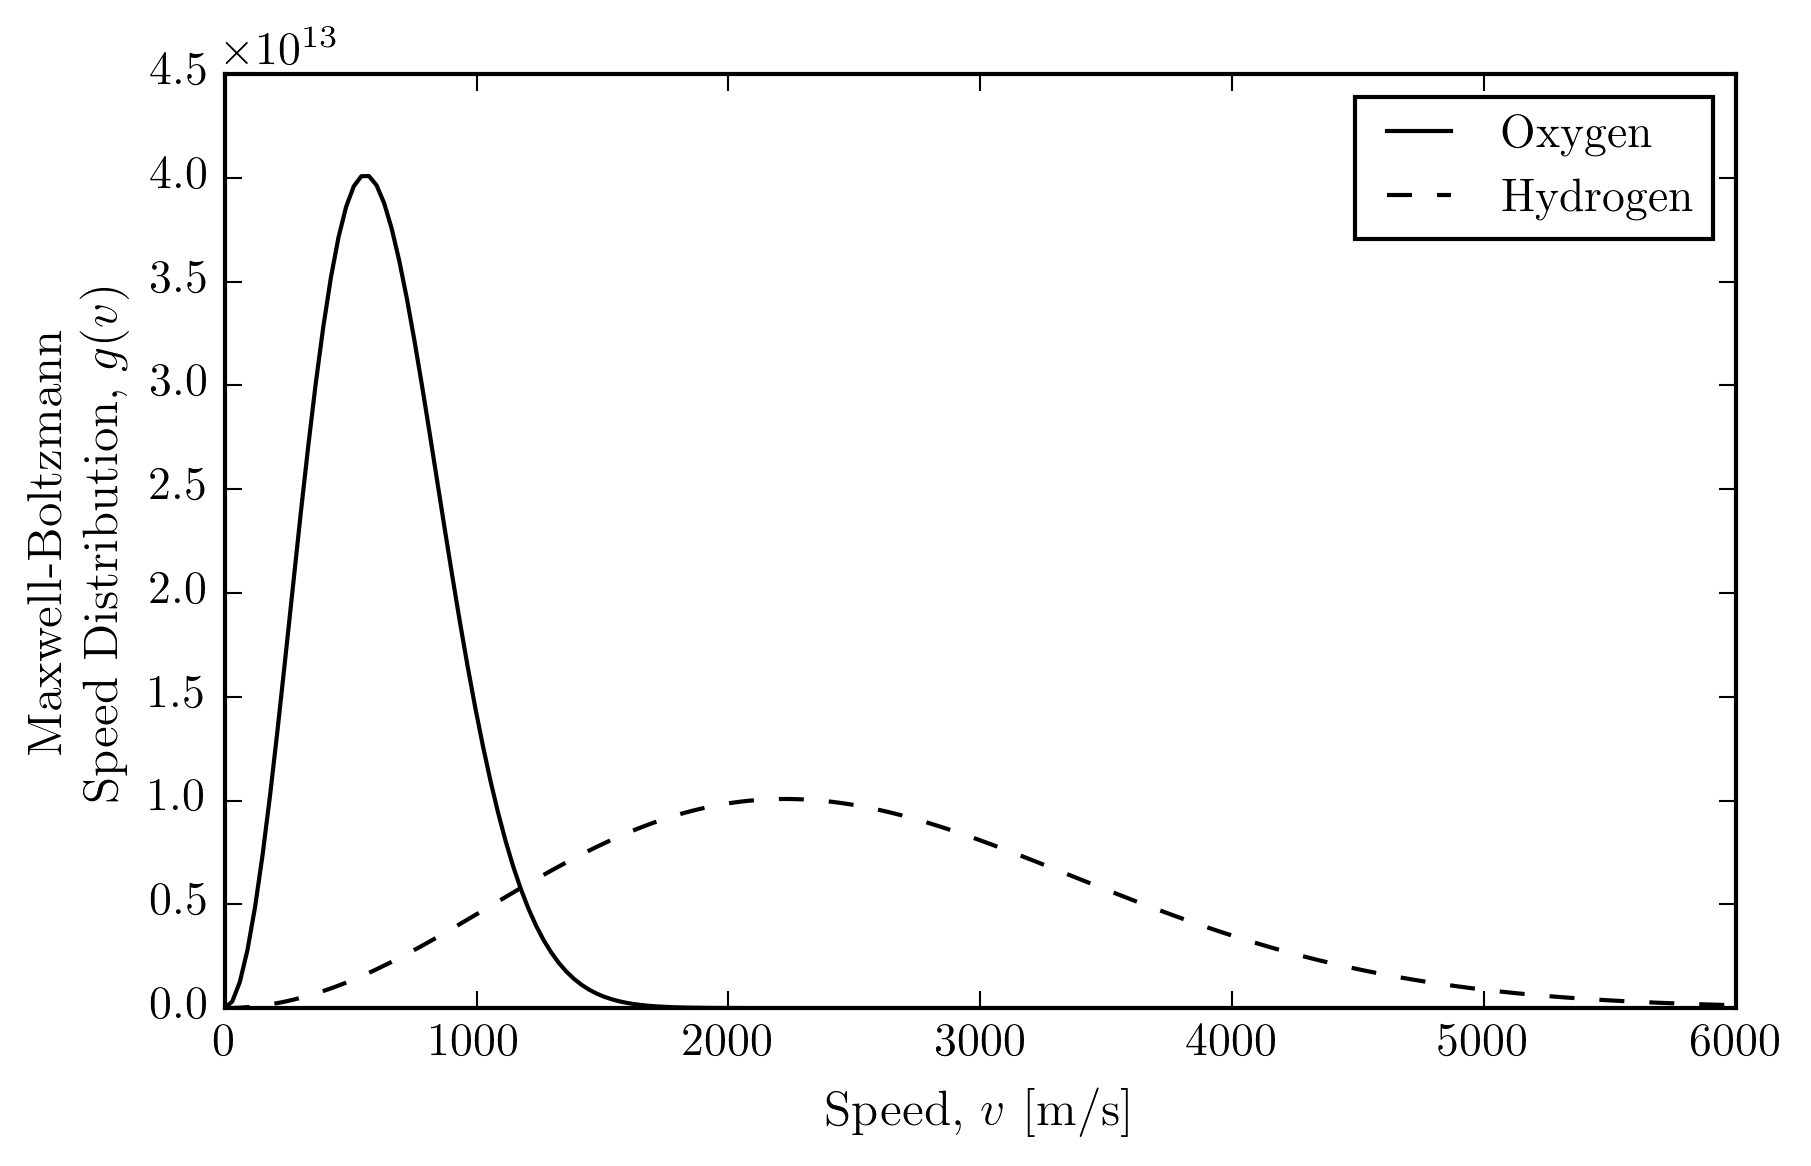 ×10¹³
4.5
4.0
3.5
3.0
2.5
2.0
1.5
1.0
0.5
0.0
Maxwell-Boltzmann
Speed Distribution, g(v)
Oxygen
Hydrogen
0 1000 2000 3000 4000 5000 6000
Speed, v [m/s]